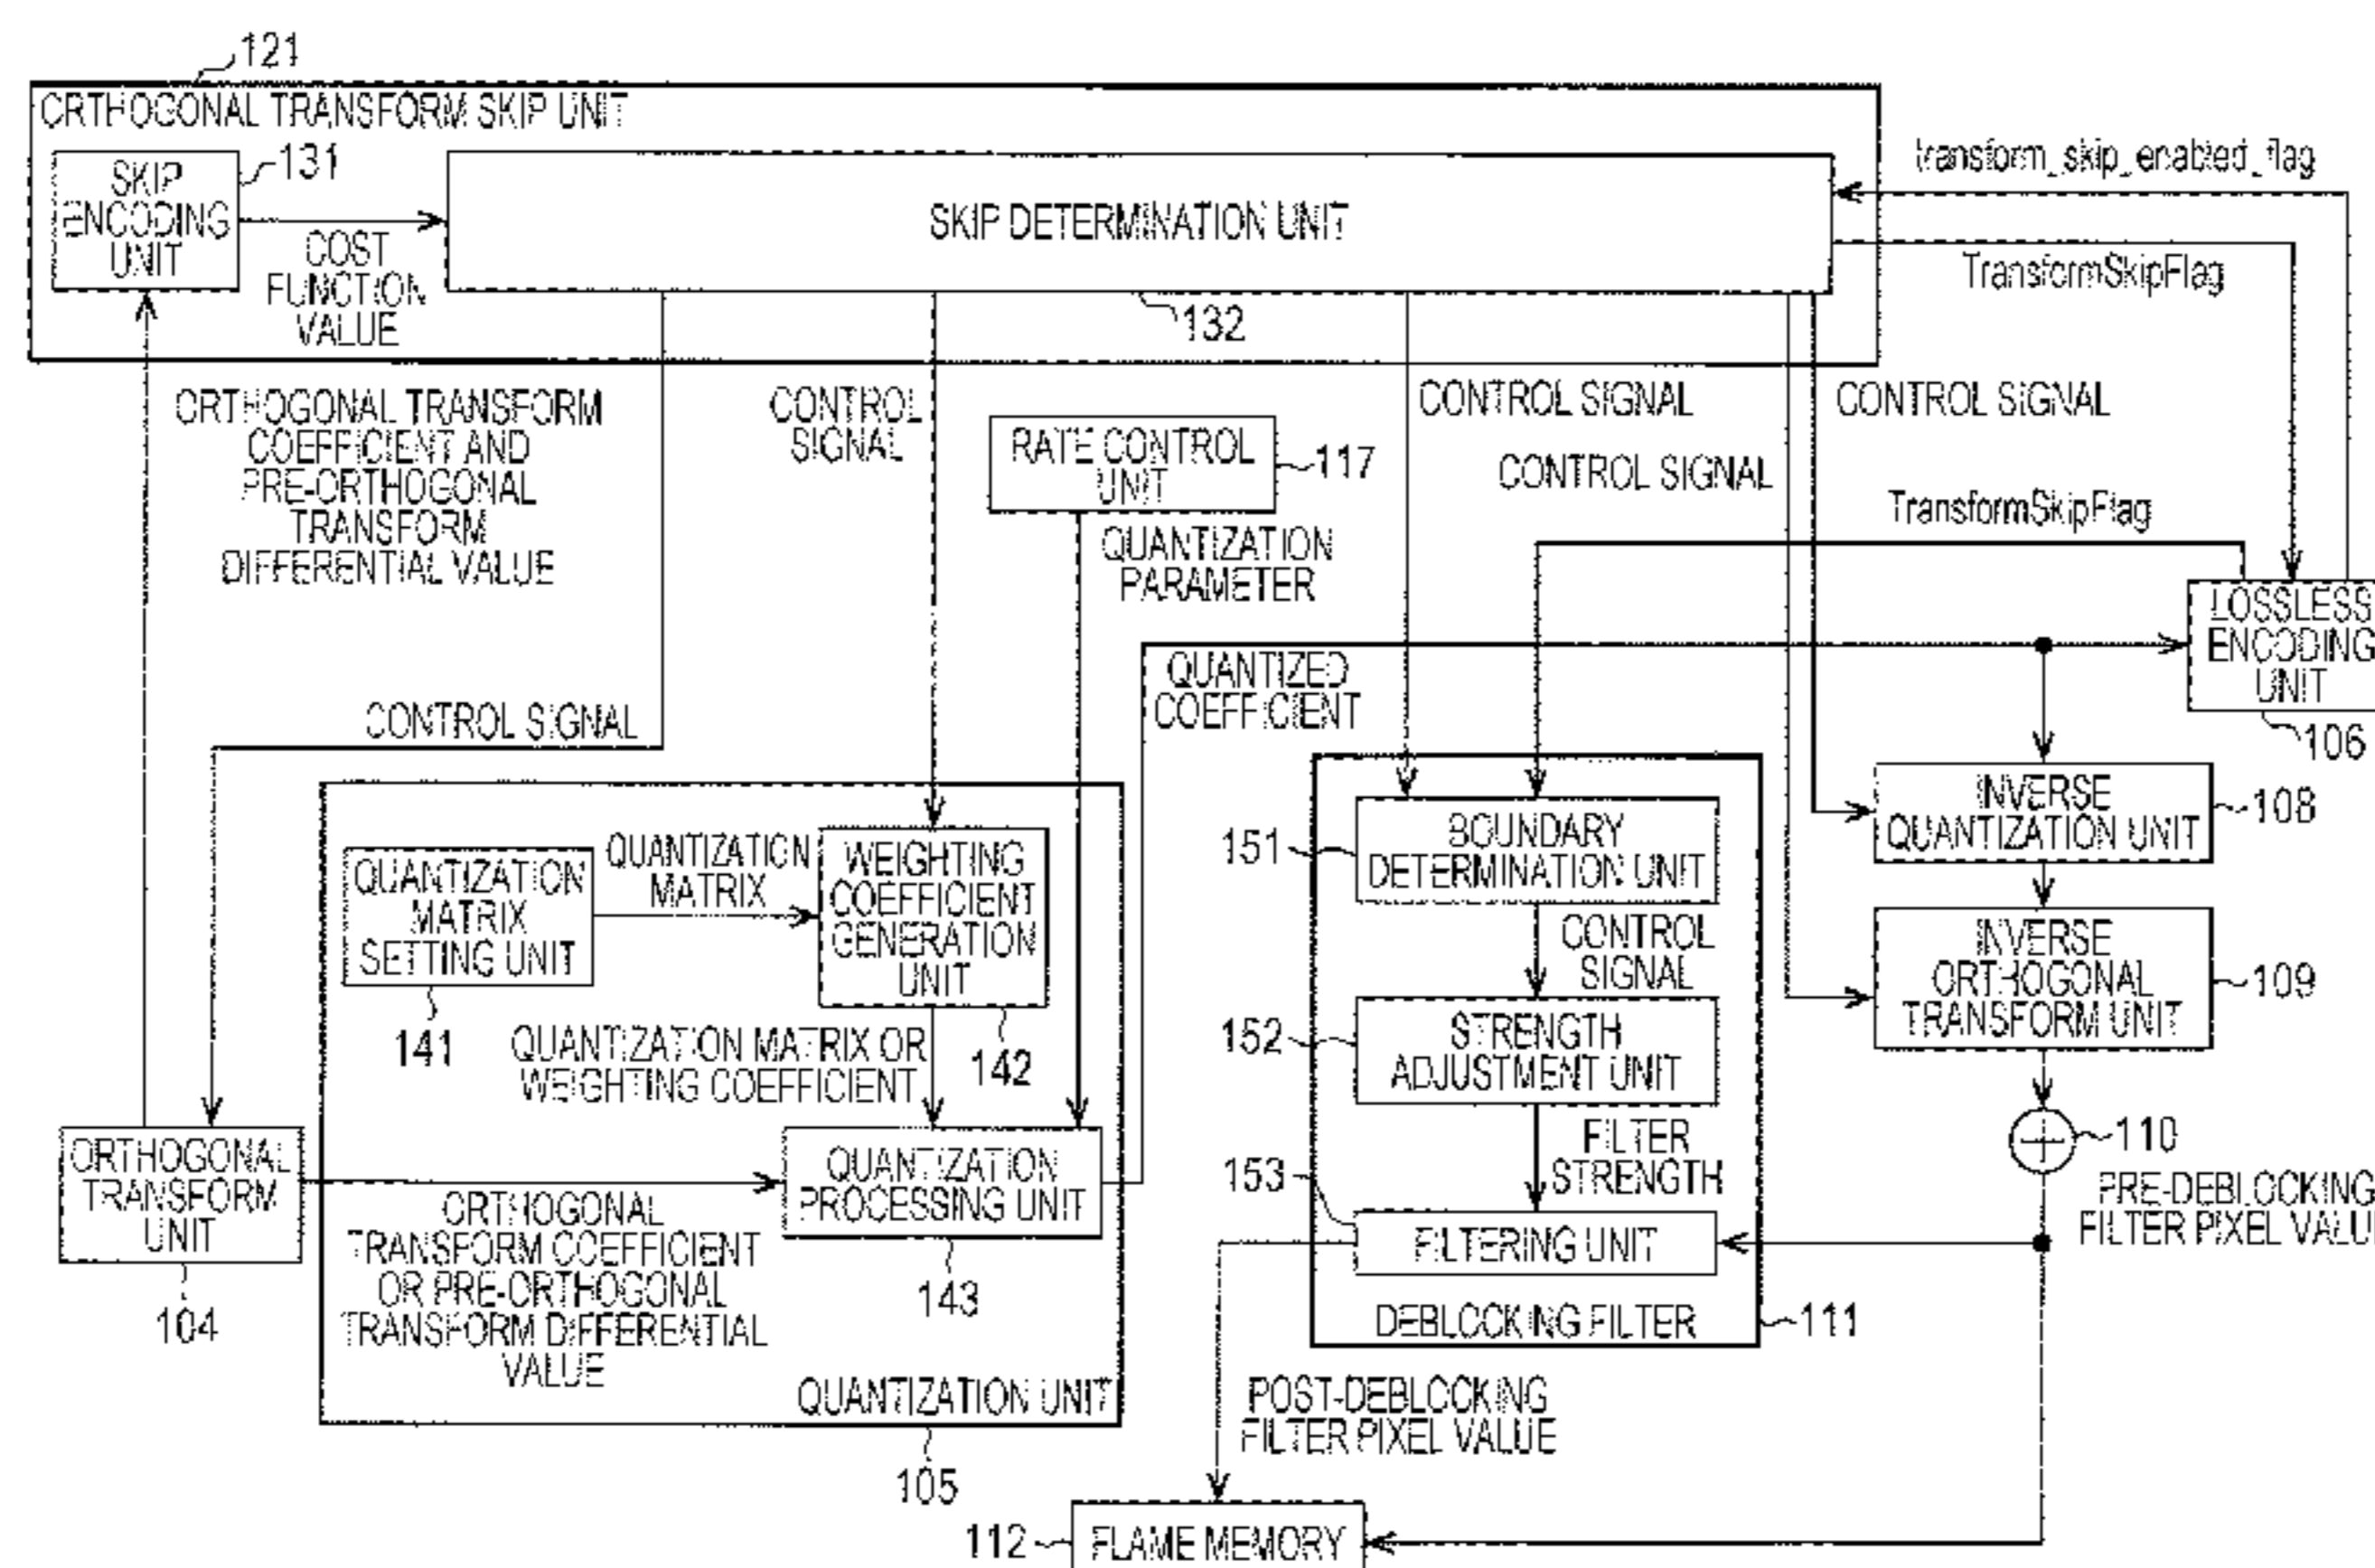 121
ORTHOGONAL TRANSFORM SKIP UNIT
SKIP
ENCODING
UNIT
131
COST
FUNCTION
VALUE
SKIP DETERMINATION UNIT
132
transform_skip_enabled_flag
TransformSkipFlag
ORTHOGONAL TRANSFORM
COEFFICIENT AND
PRE-ORTHOGONAL
TRANSFORM
DIFFERENTIAL VALUE
CONTROL
SIGNAL
RATE CONTROL
UNIT
117
CONTROL SIGNAL
CONTROL SIGNAL
CONTROL SIGNAL
TransformSkipFlag
QUANTIZATION
PARAMETER
LOSSLESS
ENCODING
UNIT
106
QUANTIZED
COEFFICIENT
CONTROL SIGNAL
QUANTIZATION
MATRIX
SETTING UNIT
141
QUANTIZATION
MATRIX
WEIGHTING
COEFFICIENT
GENERATION
UNIT
142
QUANTIZATION MATRIX OR
WEIGHTING COEFFICIENT
151
BOUNDARY
DETERMINATION UNIT
CONTROL
SIGNAL
152
STRENGTH
ADJUSTMENT UNIT
FILTER
STRENGTH
153
FILTERING UNIT
DEBLOCKING FILTER
111
INVERSE
QUANTIZATION UNIT
108
INVERSE
ORTHOGONAL
TRANSFORM UNIT
109
110
PRE-DEBLOCKING
FILTER PIXEL VALU
ORTHOGONAL
TRANSFORM
UNIT
104
ORTHOGONAL
TRANSFORM COEFFICIENT
OR PRE-ORTHOGONAL
TRANSFORM DIFFERENTIAL
VALUE
QUANTIZATION
PROCESSING UNIT
143
QUANTIZATION UNIT
105
POST-DEBLOCKING
FILTER PIXEL VALUE
112
FLAME MEMORY